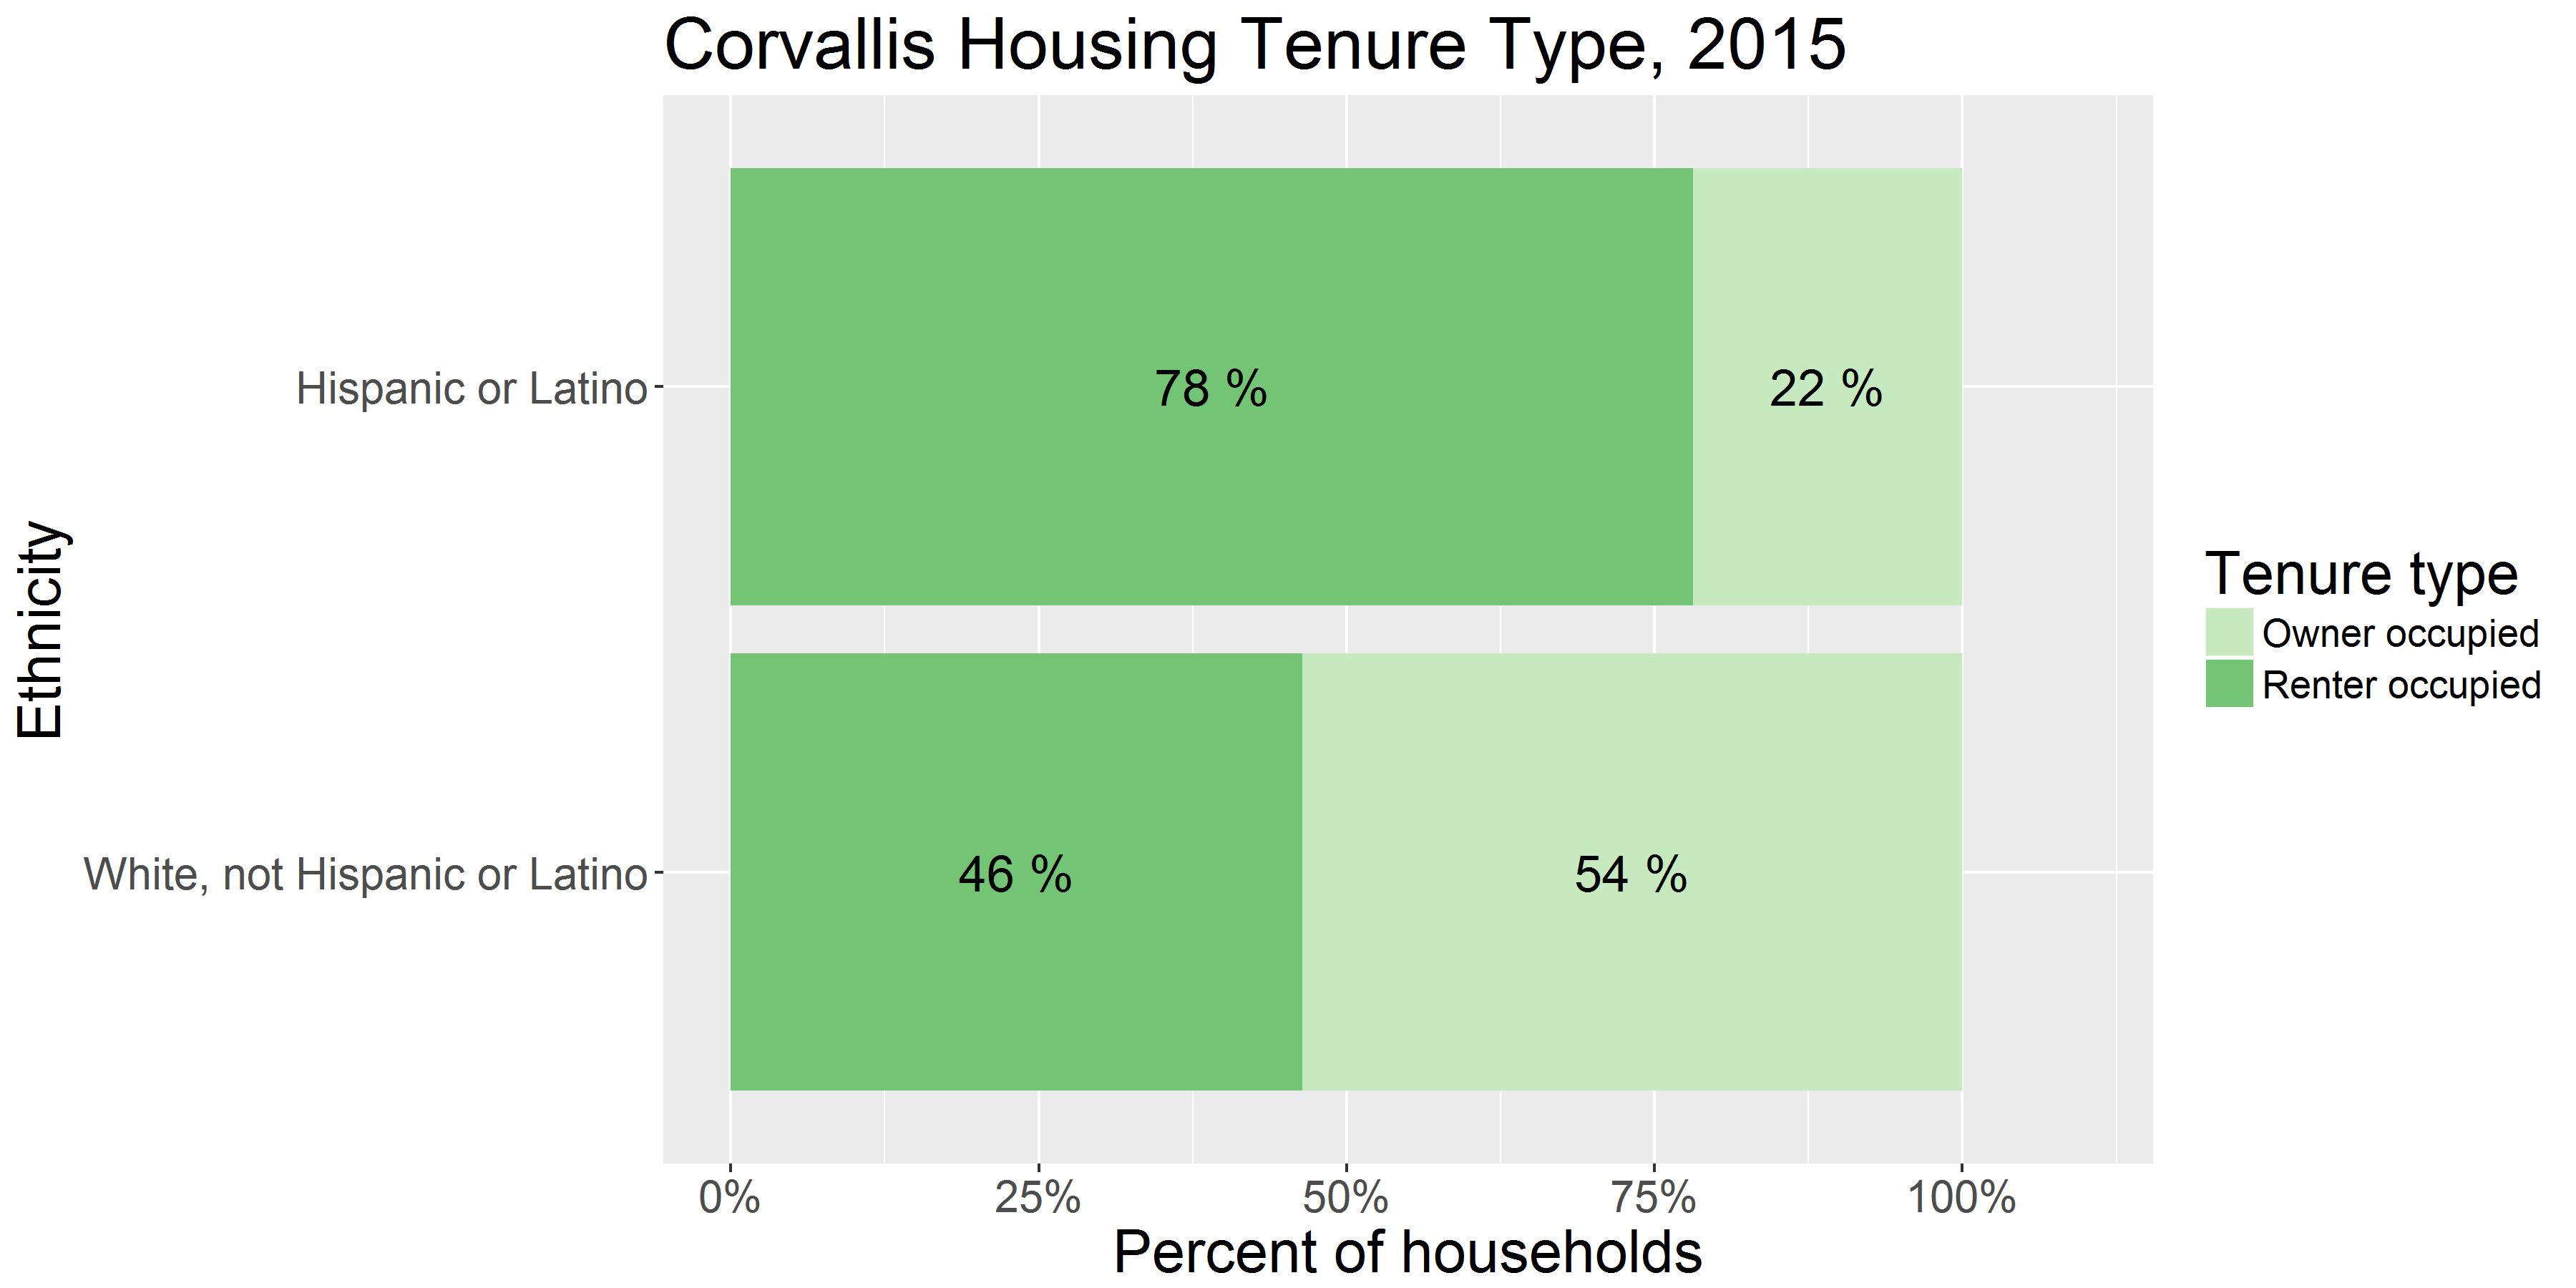 Corvallis Housing Tenure Type, 2015
Ethnicity
Hispanic or Latino
78 %
22 %
White, not Hispanic or Latino
46 %
54 %
0%
25%
50%
75%
100%
Percent of households
Tenure type
Owner occupied
Renter occupied